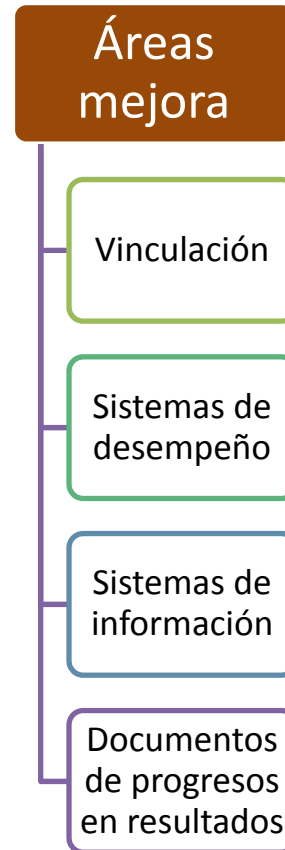 Áreas
mejora
Vinculación
Sistemas de
desempeño
Sistemas de
información
Documentos
de progresos
en resultados